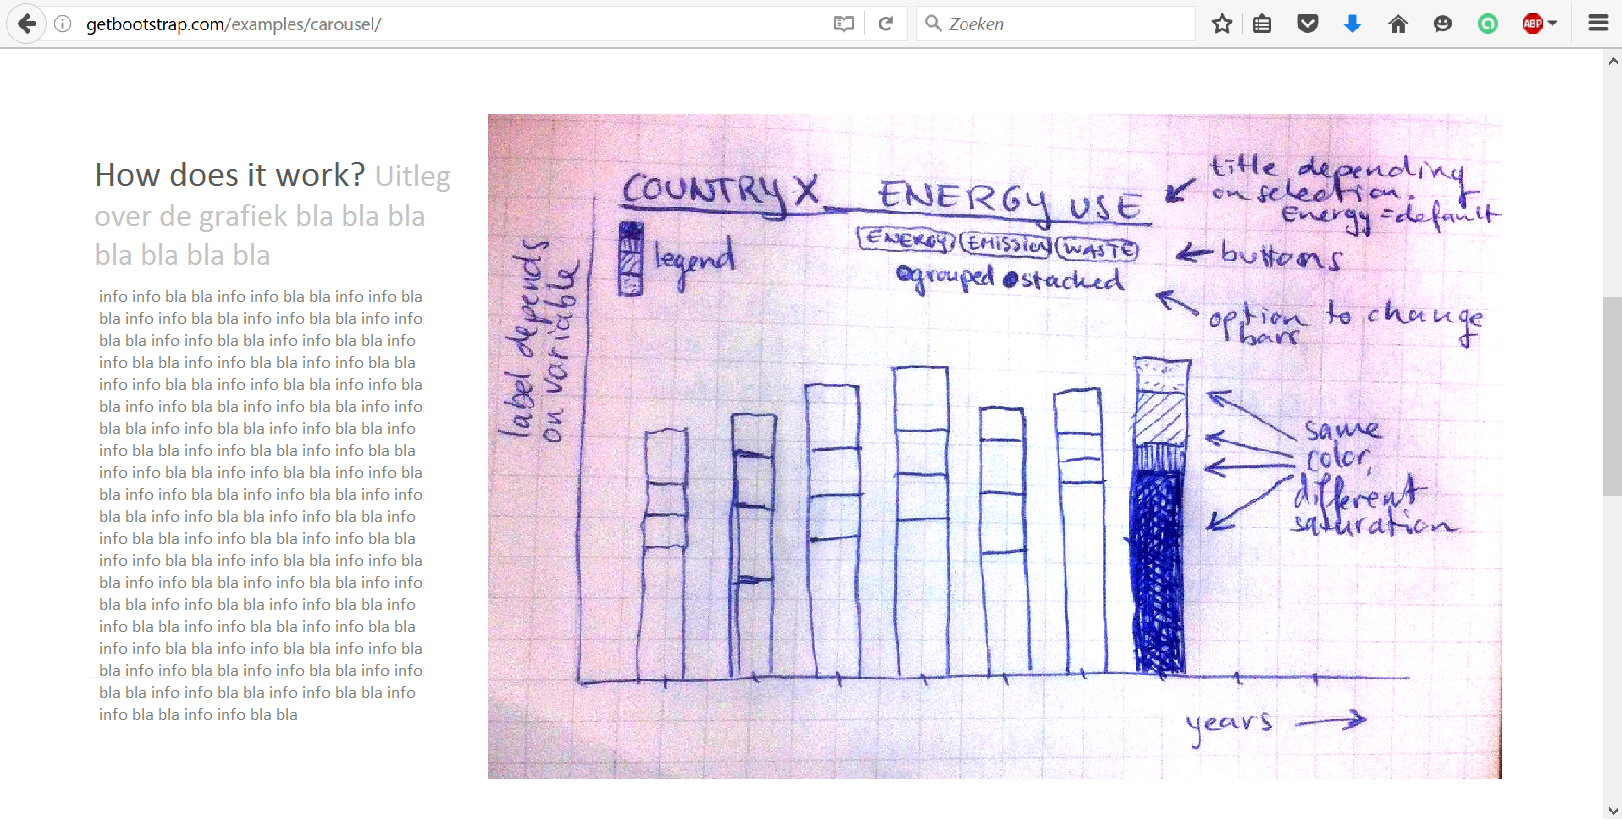 getbootstrap.com/examples/carousel/
Zoeken
ABP
How does it work? Uitleg
over de grafiek bla bla bla
bla bla bla bla
info info bla bla info info bla bla info info bla
bla info info bla bla info info bla bla info info
bla bla info info bla bla info info bla bla info
info bla bla info info bla bla info info bla bla
info info bla bla info info bla bla info info bla
bla info info bla bla info info bla bla info info
bla bla info info bla bla info info bla bla info
info bla bla info info bla bla info info bla bla
info info bla bla info info bla bla info info bla
bla info info bla bla info info bla bla info info
bla bla info info bla bla info info bla bla info
info bla bla info info bla bla info info bla bla
info info bla bla info info bla bla info info bla
bla info info bla bla info info bla bla info info
bla bla info info bla bla info info bla bla info
info bla bla info info bla bla info info bla bla
info info bla bla info info bla bla info info bla
bla info info bla bla info info bla bla info info
bla bla info info bla bla info info bla bla info
info bla bla info info bla bla
COUNTRY X ENERGY USE
title depending
on selection.
Energy = default
legend
ENERGY EMISSION WASTE
buttons
grouped stacked
option to change
bars
label depends
on variable
same
color,
different
saturation
years